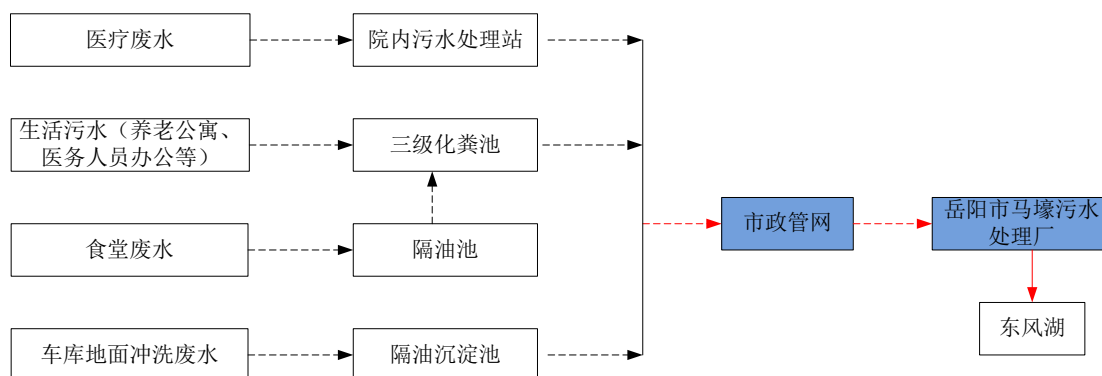 医疗废水
院内污水处理站
生活污水（养老公寓、
医务人员办公等）
三级化粪池
市政管网
岳阳市马壕污水
处理厂
食堂废水
隔油池
东风湖
车库地面冲洗废水
隔油沉淀池